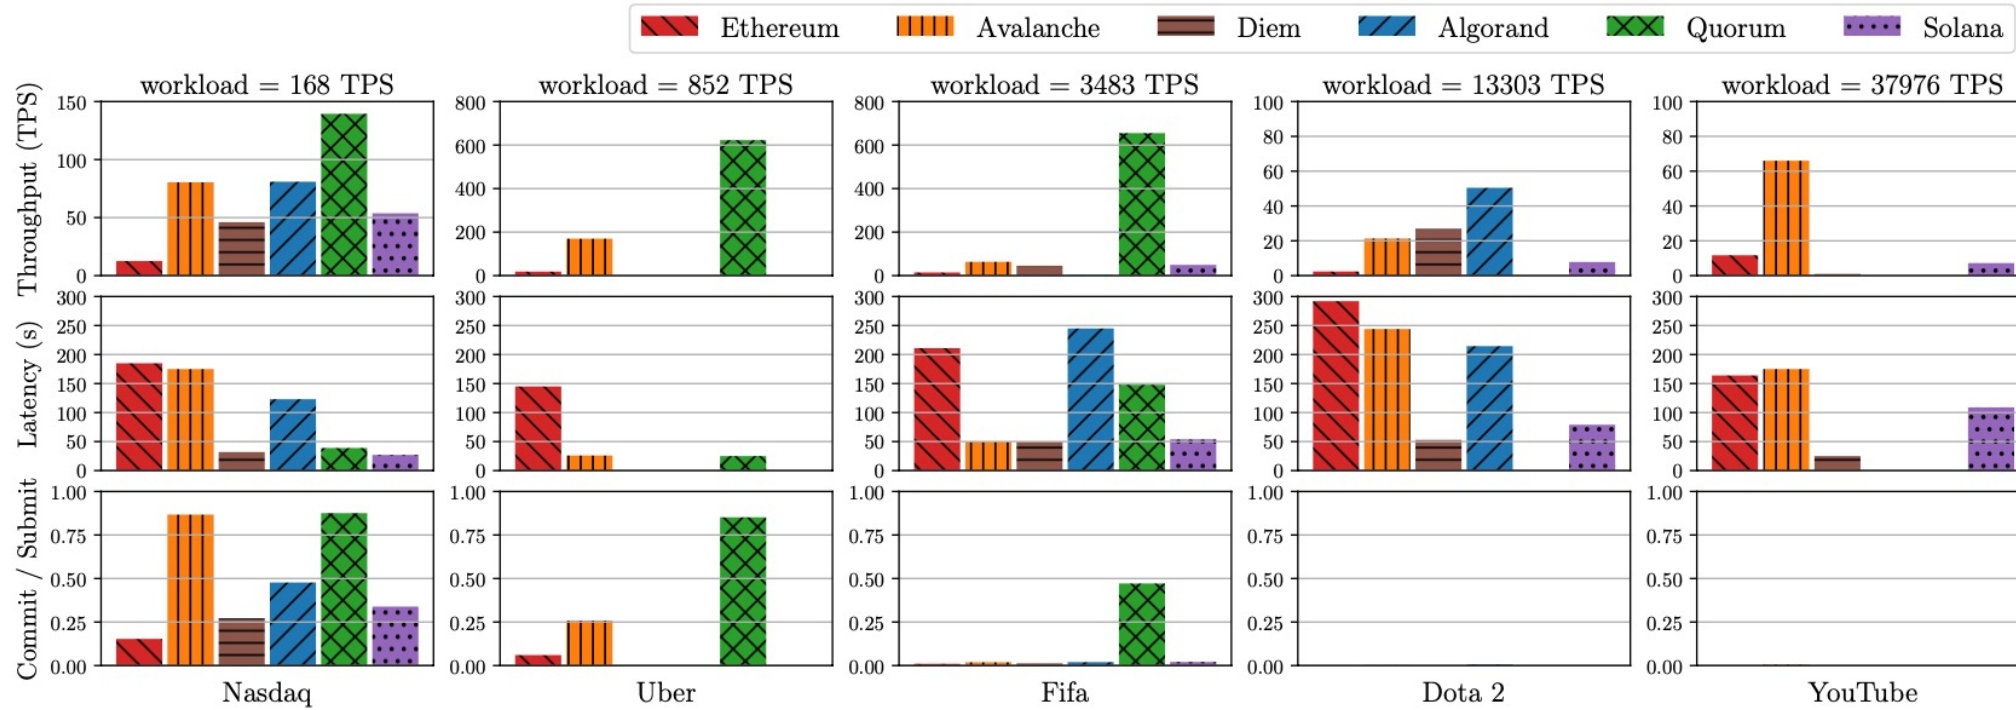 Ethereum Avalanche Diem Algorand Quorum Solana
workload = 168 TPS workload = 852 TPS workload = 3483 TPS workload = 13303 TPS workload = 37976 TPS
Throughput (TPS)
150 800 800 100 100
80 80
600 600
100
60 60
400 400
50 40 40
200 200
20 20
0 0 0 0 0
Latency (s)
300 300 300 300 300
250 250 250 250 250
200 200 200 200 200
150 150 150 150 150
100 100 100 100 100
50 50 50 50 50
0 0 0 0 0
Commit / Submit
1.00 1.00 1.00 1.00 1.00
0.75 0.75 0.75 0.75 0.75
0.50 0.50 0.50 0.50 0.50
0.25 0.25 0.25 0.25 0.25
0.00 0.00 0.00 0.00 0.00
Nasdaq Uber Fifa Dota 2 YouTube